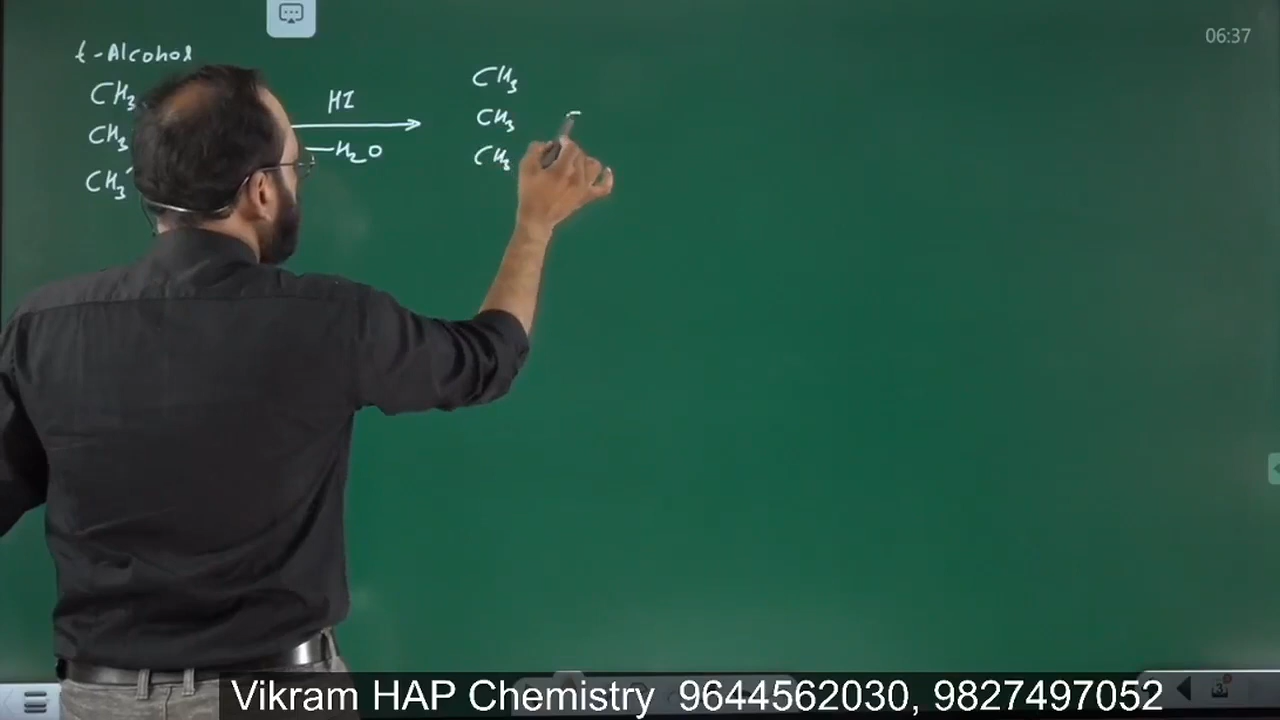 06:37
t-Alcohol
CH₃
CH₃
CH₃
HI
—H₂O
CH₃
CH₃
CH₃
Vikram HAP Chemistry 9644562030, 9827497052